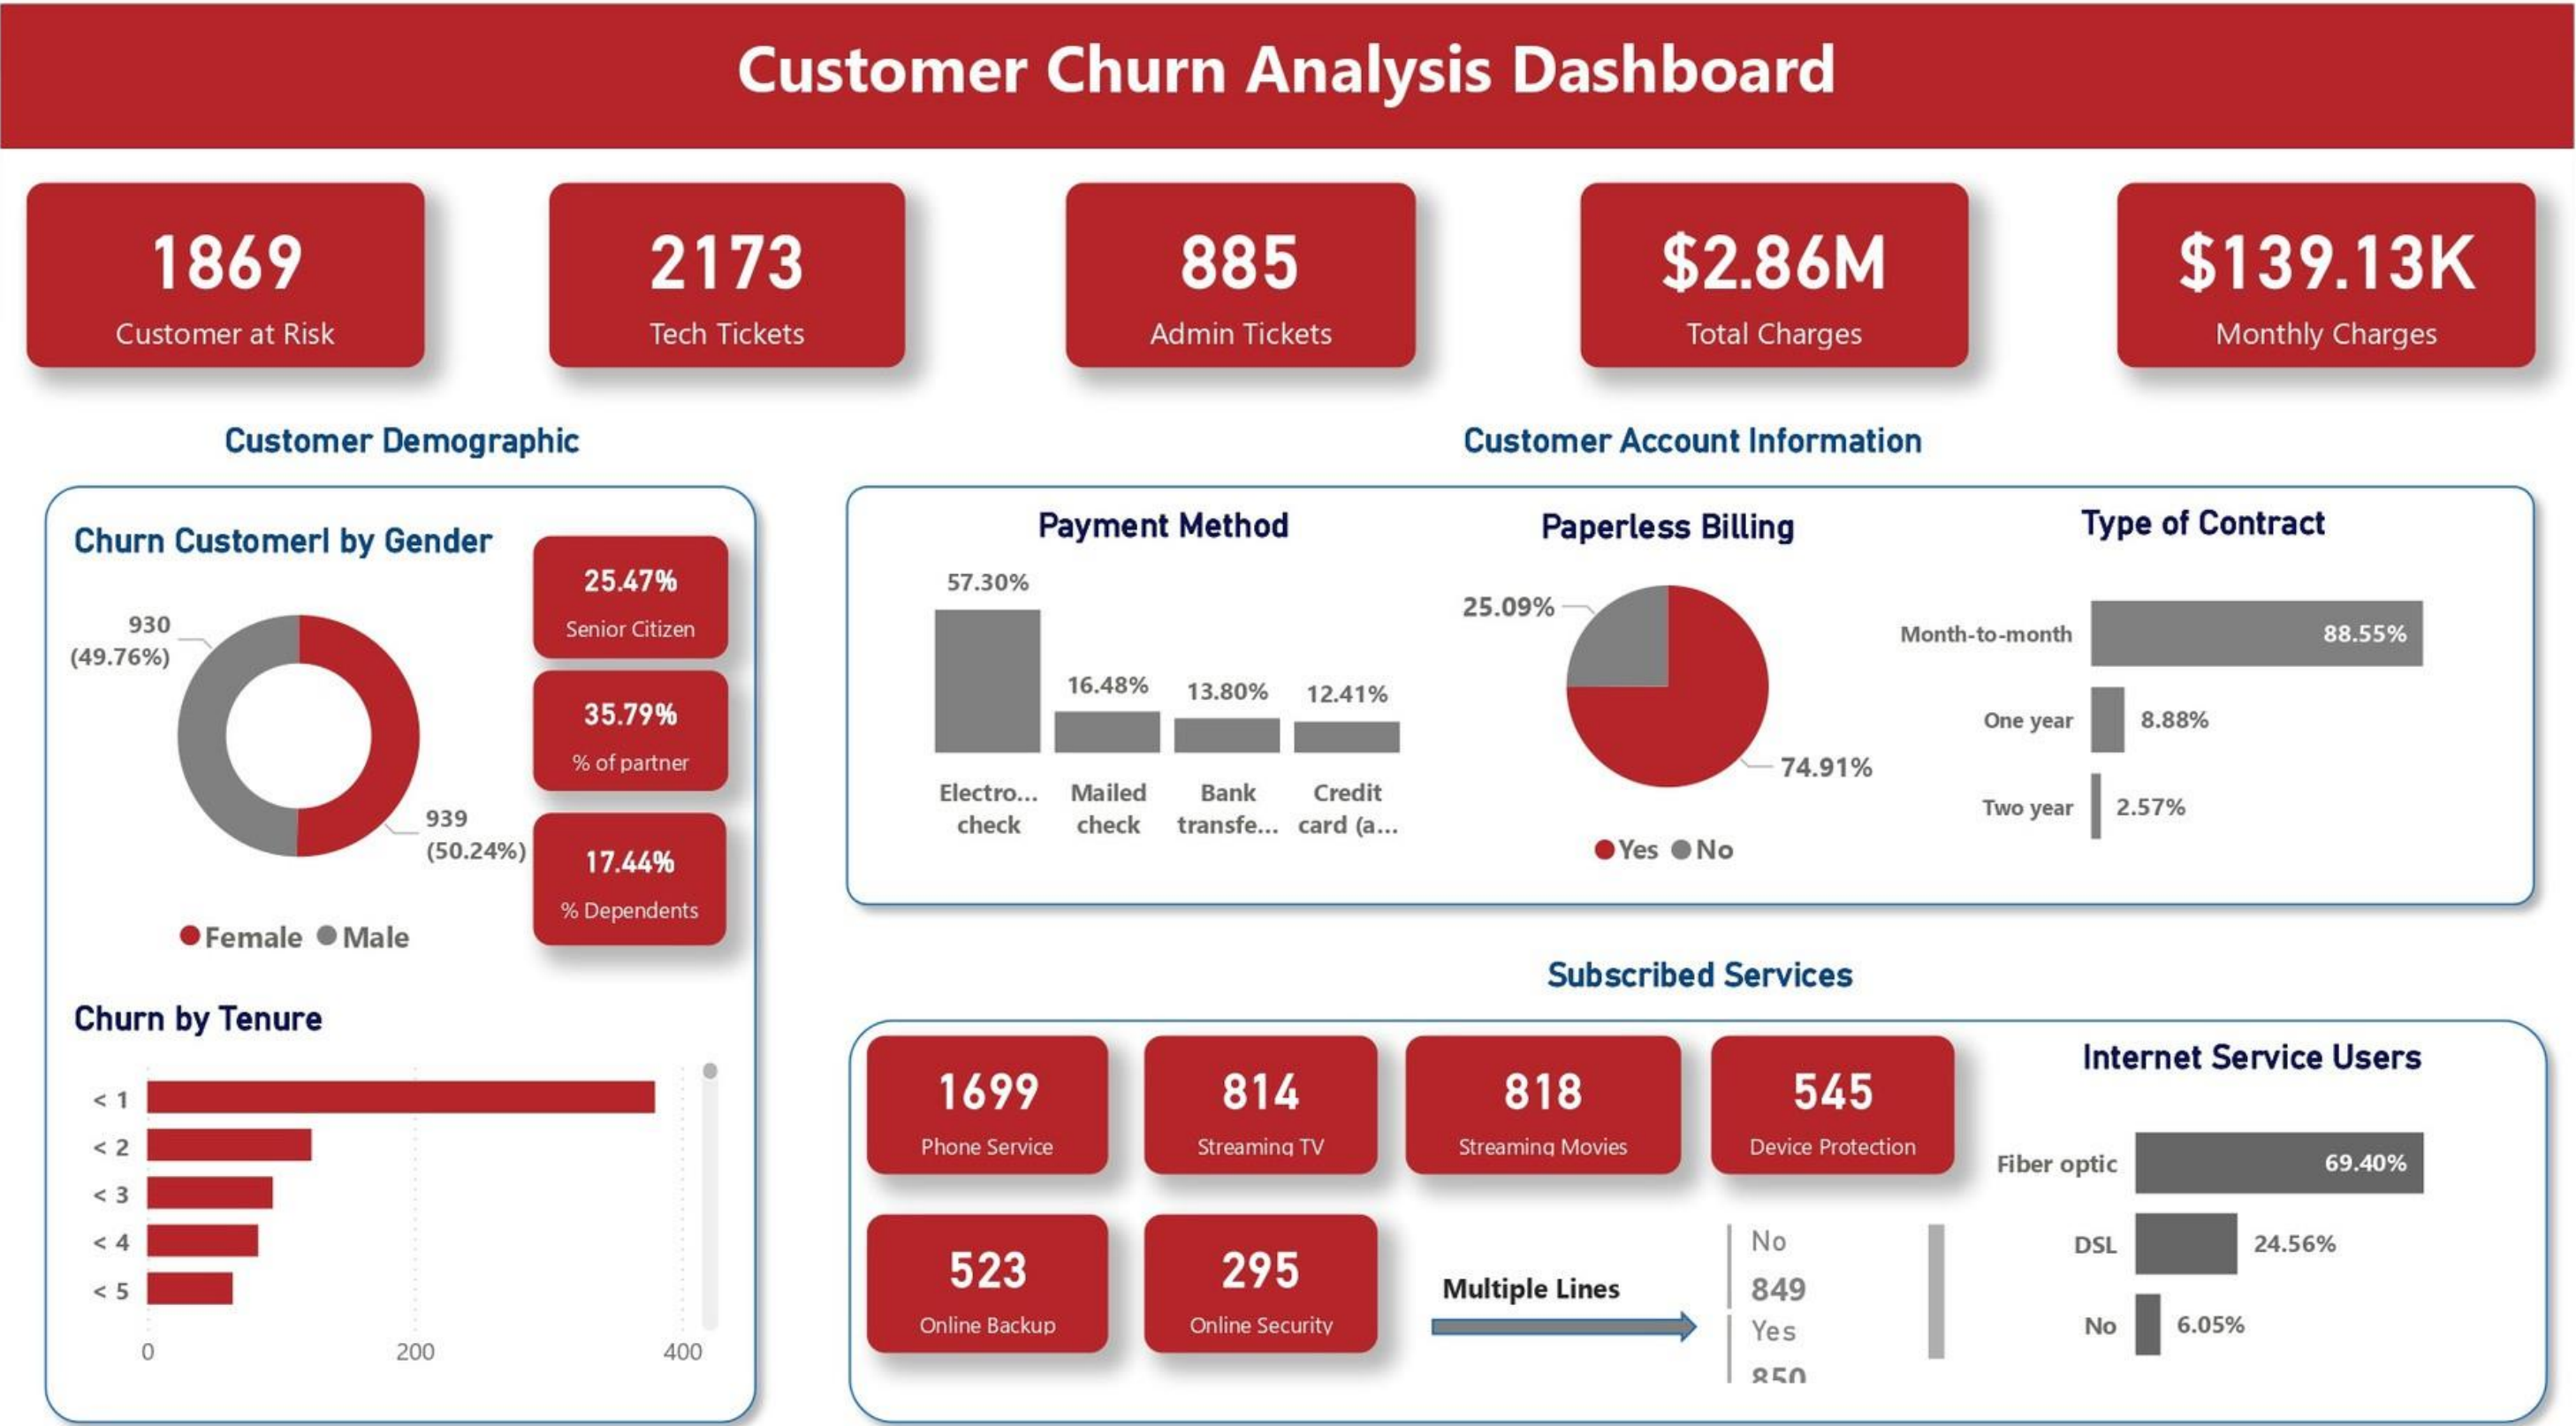 Customer Churn Analysis Dashboard
1869
Customer at Risk
2173
Tech Tickets
885
Admin Tickets
$2.86M
Total Charges
$139.13K
Monthly Charges
Customer Demographic
Churn Customerl by Gender
930
(49.76%)
939
(50.24%)
Female Male
25.47%
Senior Citizen
35.79%
% of partner
17.44%
% Dependents
Churn by Tenure
< 1
< 2
< 3
< 4
< 5
0 200 400
Customer Account Information
Payment Method
57.30%
16.48%
13.80%
12.41%
Electro...
check
Mailed
check
Bank
transfe...
Credit
card (a...
Paperless Billing
25.09%
74.91%
Yes No
Type of Contract
Month-to-month 88.55%
One year 8.88%
Two year 2.57%
Subscribed Services
1699
Phone Service
814
Streaming TV
818
Streaming Movies
545
Device Protection
523
Online Backup
295
Online Security
Multiple Lines
No
849
Yes
850
Internet Service Users
Fiber optic 69.40%
DSL 24.56%
No 6.05%